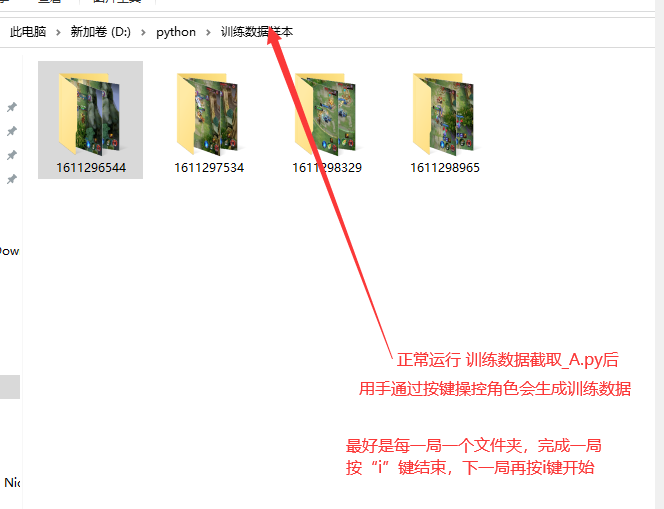 此电脑 > 新加卷 (D:) > python > 训练数据样本
1611296544 1611297534 1611298329 1611298965
正常运行 训练数据截取_A.py后
用手通过按键操控角色会生成训练数据
最好是每一局一个文件夹，完成一局
按“i”键结束，下一局再按i键开始